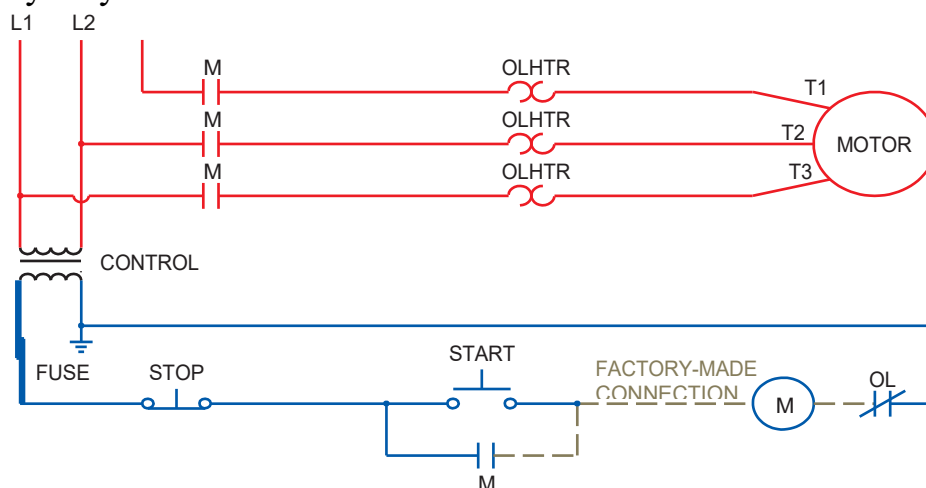 L1 L2
M OLHTR T1
M OLHTR T2 MOTOR
M OLHTR T3
CONTROL
START
FUSE STOP FACTORY-MADE OL
CONNECTION
M
M